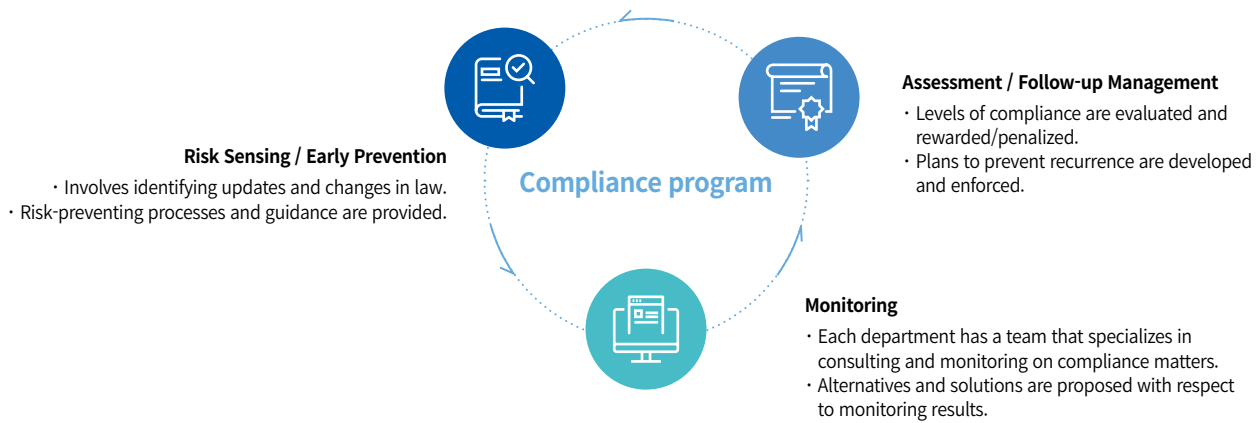 Compliance program
Risk Sensing / Early Prevention
· Involves identifying updates and changes in law.
· Risk-preventing processes and guidance are provided.
Monitoring
· Each department has a team that specializes in
consulting and monitoring on compliance matters.
· Alternatives and solutions are proposed with respect
to monitoring results.
Assessment / Follow-up Management
· Levels of compliance are evaluated and
rewarded/penalized.
· Plans to prevent recurrence are developed
and enforced.